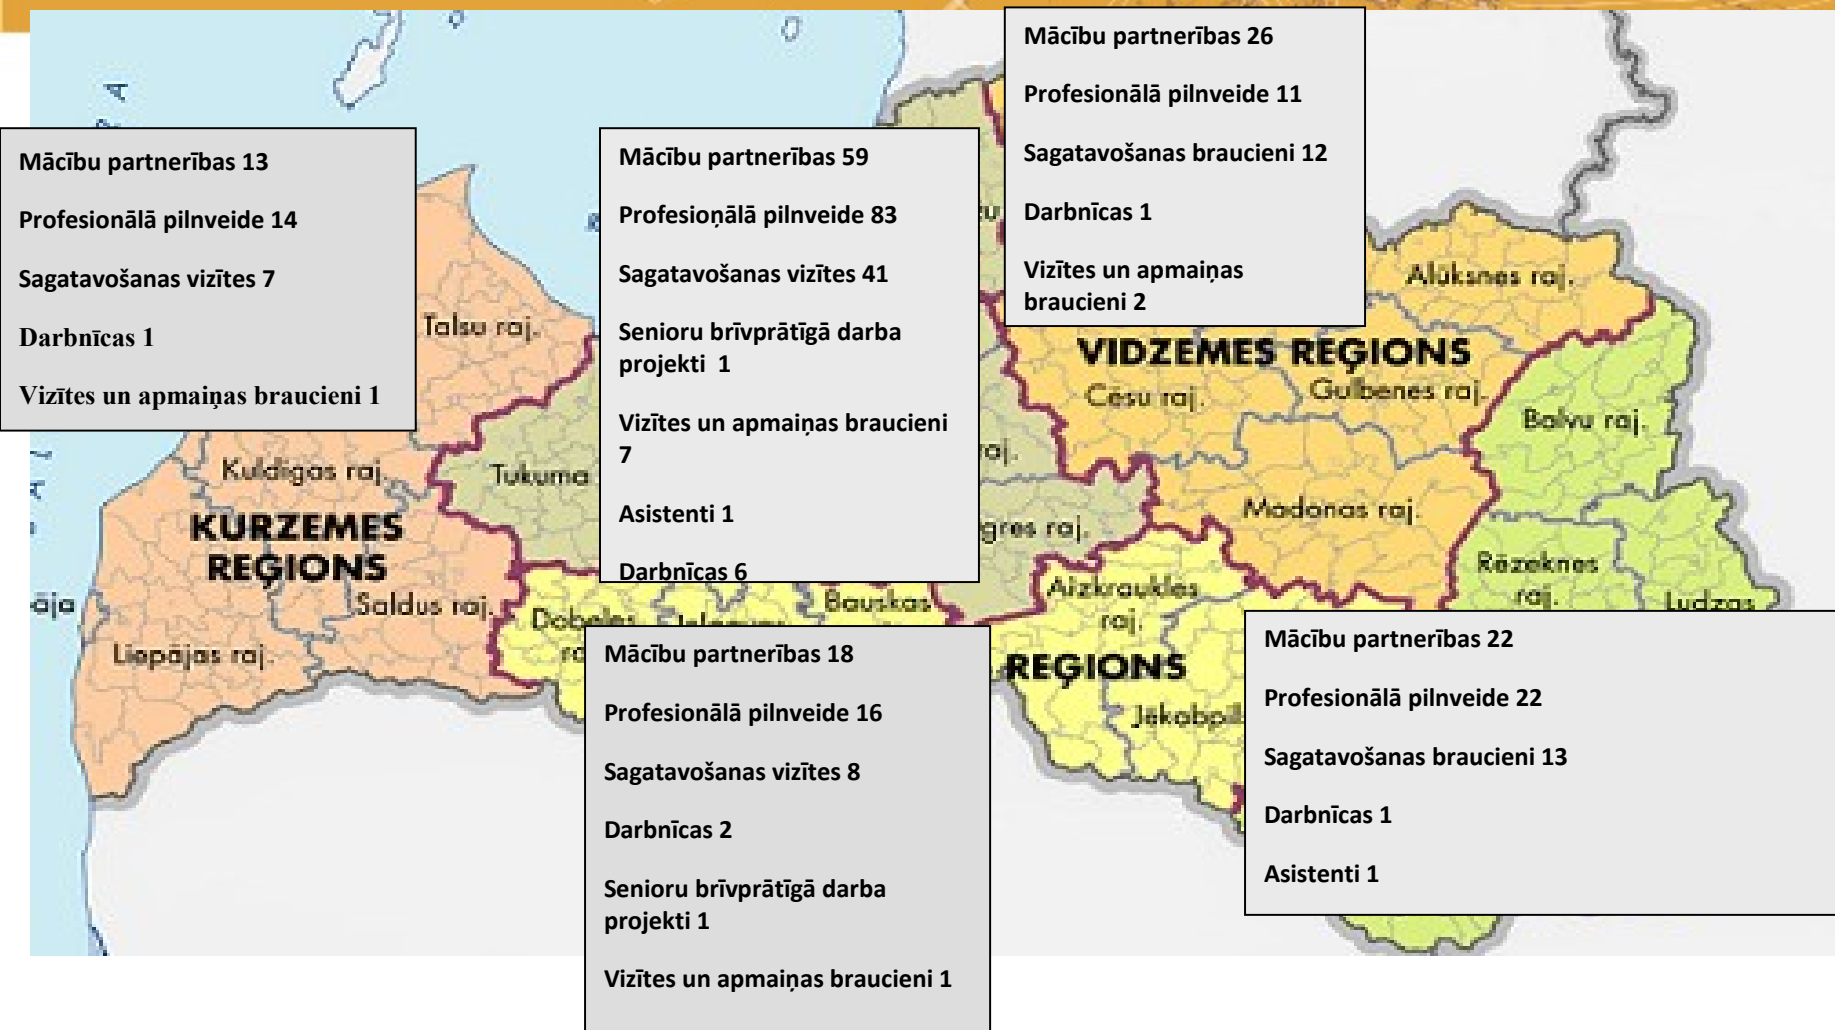 Mācību partnerības 13
Profesionālā pilnveide 14
Sagatavošanas vizītes 7
Darbnīcas 1
Vizītes un apmaiņas braucieni 1
Mācību partnerības 59
Profesioņālā pilnveide 83
Sagatavošanas vizītes 41
Senioru brīvprātīgā darba
projekti 1
Vizītes un apmaiņas braucieni
7
Asistenti 1
Darbnīcas 6
Mācību partnerības 26
Profesionālā pilnveide 11
Sagatavošanas braucieni 12
Darbnīcas 1
Vizītes un apmaiņas
braucieni 2
Talsu raj.
Kuldīgas raj.
KURZEMES
REĢIONS
Saldus raj.
Liepājas raj.
āja
Tukuma
Alūksnes raj.
VIDZEMES REĢIONS
Cēsu raj.
Gulbenes raj.
Balvu raj.
Madonas raj.
raj.
gres raj.
Rēzeknes
raj.
Ludzas
Aizkraukles
raj.
Dobeles
Bauskas
REĢIONS
Jēkabpil
Mācību partnerības 18
Profesionālā pilnveide 16
Sagatavošanas vizītes 8
Darbnīcas 2
Senioru brīvprātīgā darba
projekti 1
Vizītes un apmaiņas braucieni 1
Mācību partnerības 22
Profesionālā pilnveide 22
Sagatavošanas braucieni 13
Darbnīcas 1
Asistenti 1